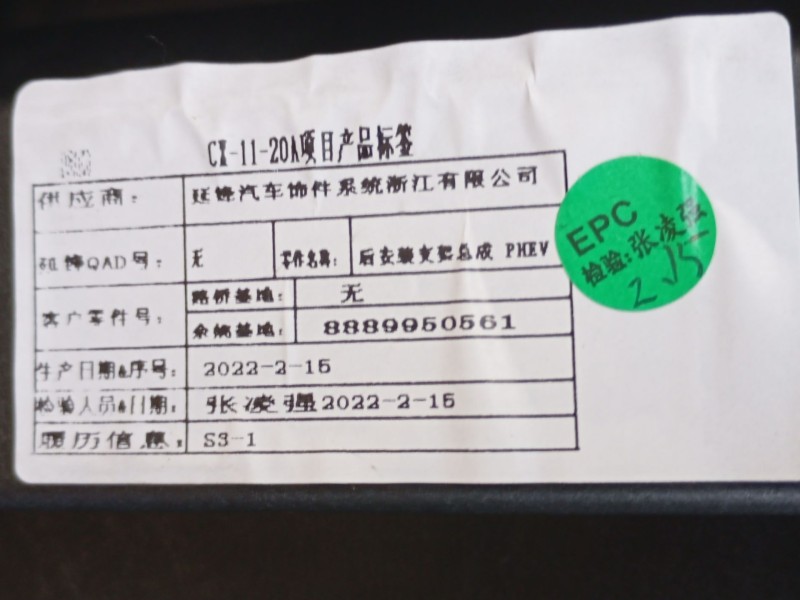 CX-11-20A项目产品标签
供应商: 延锋汽车饰件系统浙江有限公司
延锋QAD号: 无 零件名称: 后安装支架总成 PHEV
客户零件号: 路桥基地: 无
余姚基地: 8889950561
生产日期&序号: 2022-2-15
检验人员&日期: 张凌强2022-2-15
履历信息: S3-1
EPC
检验:张凌强
2.15